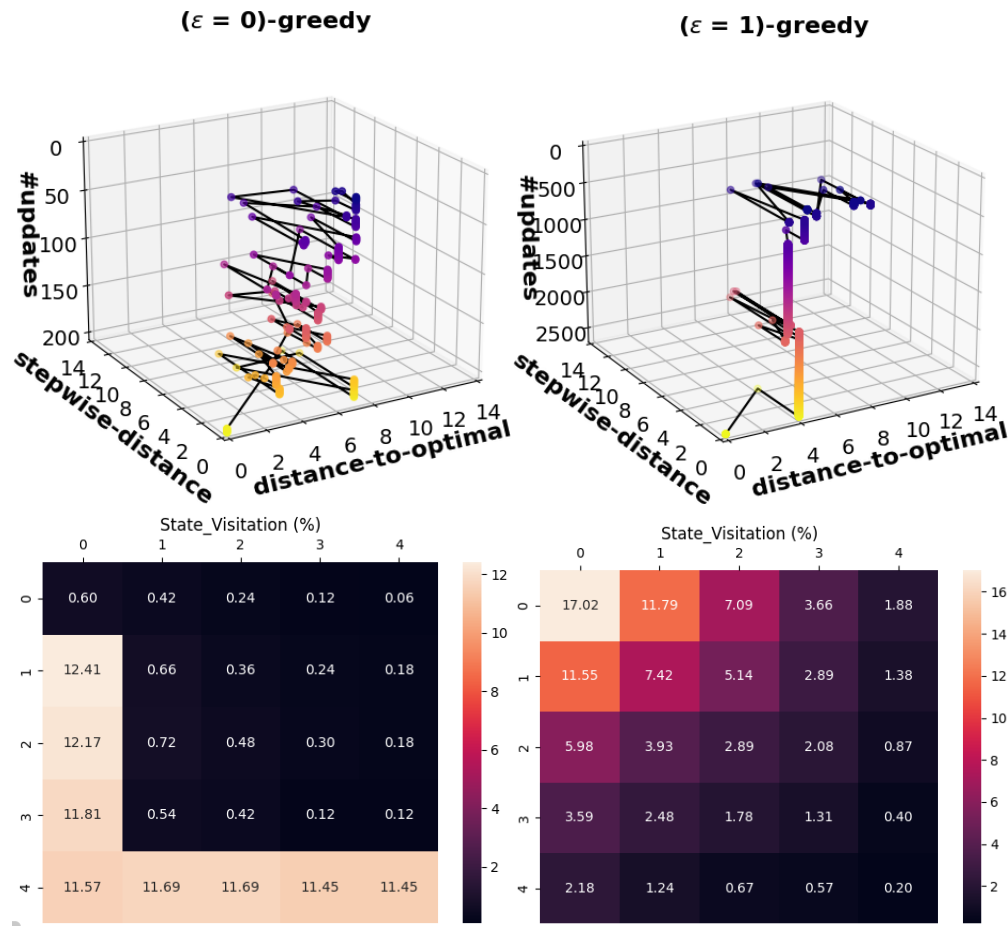 (ε = 0)-greedy
(ε = 1)-greedy
0
50
100
150
200
#updates
14
12
10
8
6
4
2
0
stepwise-distance
0
2
4
6
8
10
12
14
distance-to-optimal
0
500
1000
1500
2000
2500
#updates
14
12
10
8
6
4
2
0
stepwise-distance
0
2
4
6
8
10
12
14
distance-to-optimal
State_Visitation (%)
0 1 2 3 4
0 0.60 0.42 0.24 0.12 0.06
1 12.41 0.66 0.36 0.24 0.18
2 12.17 0.72 0.48 0.30 0.18
3 11.81 0.54 0.42 0.12 0.12
4 11.57 11.69 11.69 11.45 11.45
12
10
8
6
4
2
State_Visitation (%)
0 1 2 3 4
0 17.02 11.79 7.09 3.66 1.88
1 11.55 7.42 5.14 2.89 1.38
2 5.98 3.93 2.89 2.08 0.87
3 3.59 2.48 1.78 1.31 0.40
4 2.18 1.24 0.67 0.57 0.20
16
14
12
10
8
6
4
2